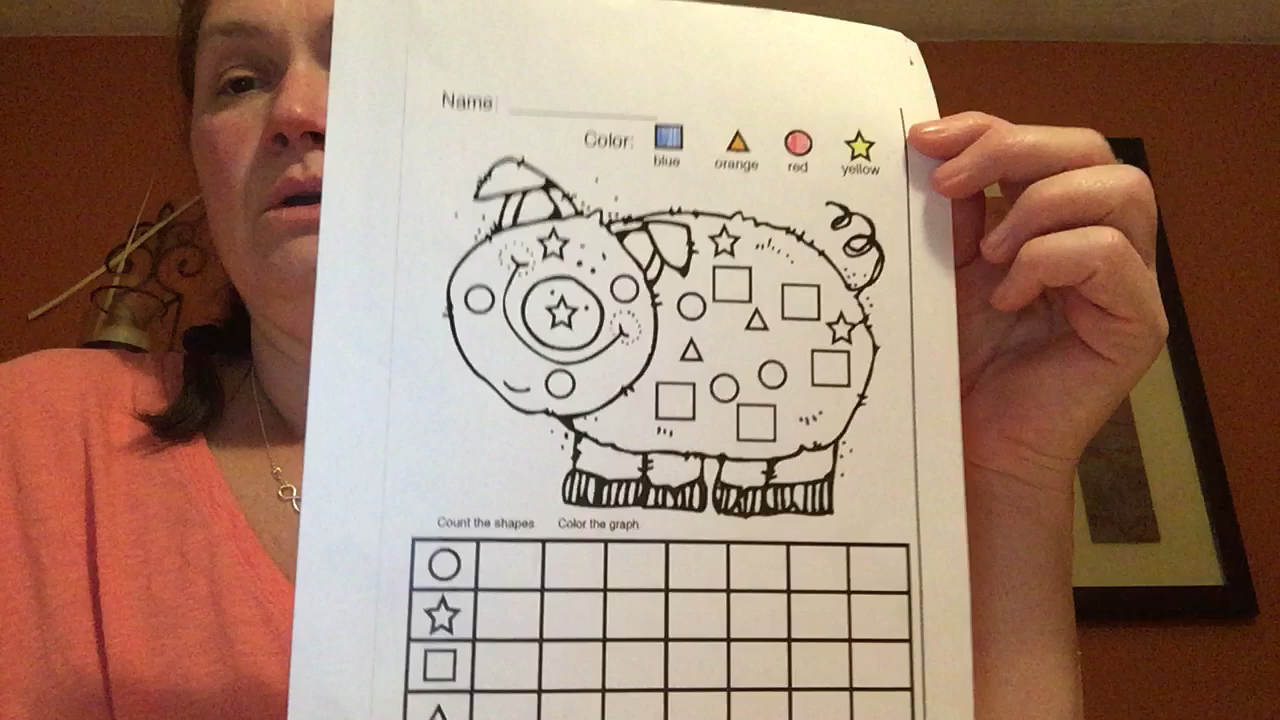 Name:
Color:
blue orange red yellow
Count the shapes Color the graph